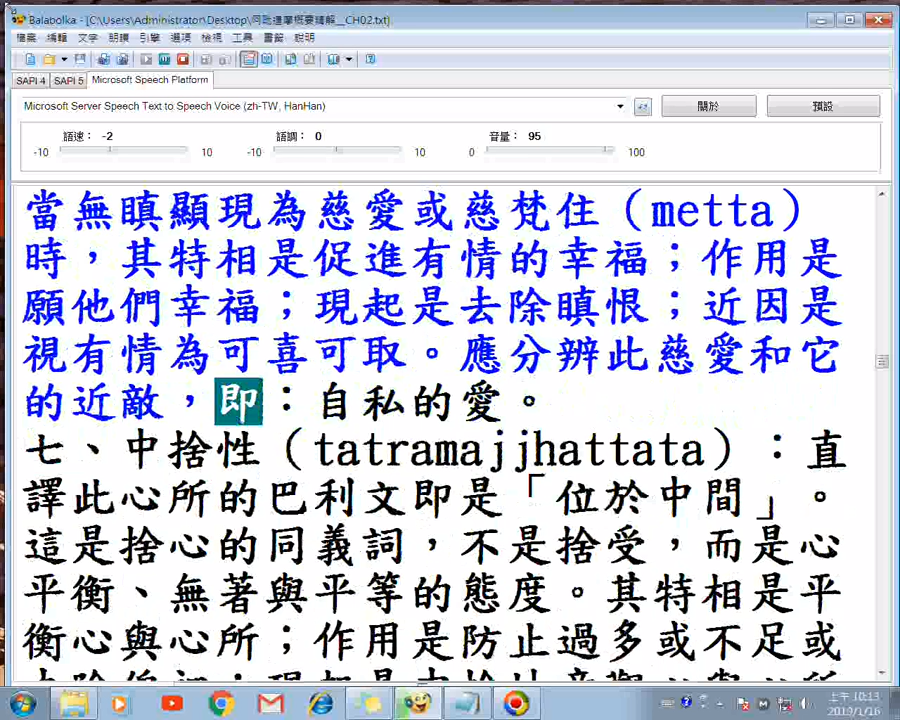 Balabolka - [C:\Users\Administrator\Desktop\阿毗達摩概要精解__CH02.txt]
檔案 編輯 文字 朗讀 引擎 選項 檢視 工具 書籤 說明
SAPI 4 SAPI 5 Microsoft Speech Platform
Microsoft Server Speech Text to Speech Voice (zh-TW, HanHan) 關於 預設
語速： -2 語調： 0 音量： 95
-10 10 -10 10 0 100
當無瞋顯現為慈愛或慈梵住（metta）
時，其特相是促進有情的幸福；作用是
願他們幸福；現起是去除瞋恨；近因是
視有情為可喜可取。應分辨此慈愛和它
的近敵，即：自私的愛。
七、中捨性（tatramajjhattata）：直
譯此心所的巴利文即是「位於中間」。
這是捨心的同義詞，不是捨受，而是心
平衡、無著與平等的態度。其特相是平
衡心與心所；作用是防止過多或不足或
上午 10:13
2019/1/16